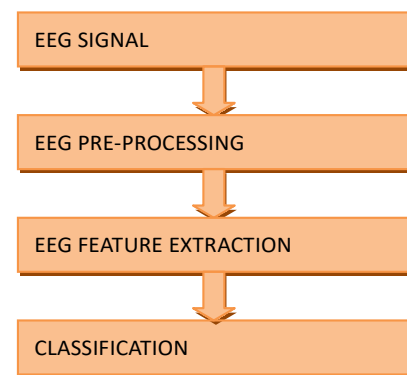 EEG SIGNAL
EEG PRE-PROCESSING
EEG FEATURE EXTRACTION
CLASSIFICATION